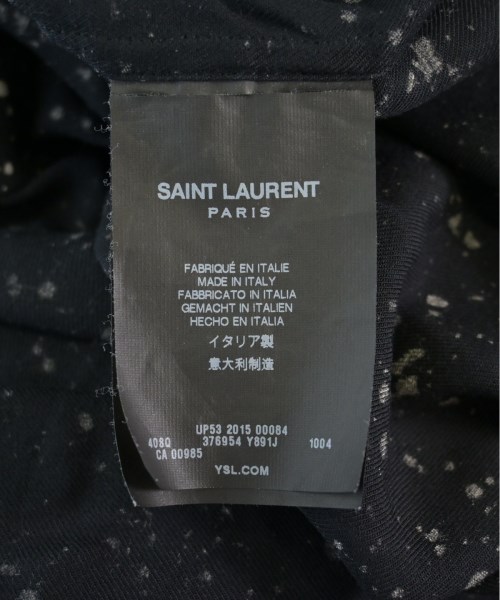 SAINT LAURENT
PARIS
FABRIQUÉ EN ITALIE
MADE IN ITALY
FABBRICATO IN ITALIA
GEMACHT IN ITALIEN
HECHO EN ITALIA
イタリア製
意大利制造
UP53 2015 00084
408Q 376954 Y891J 1004
CA 00985
YSL.COM